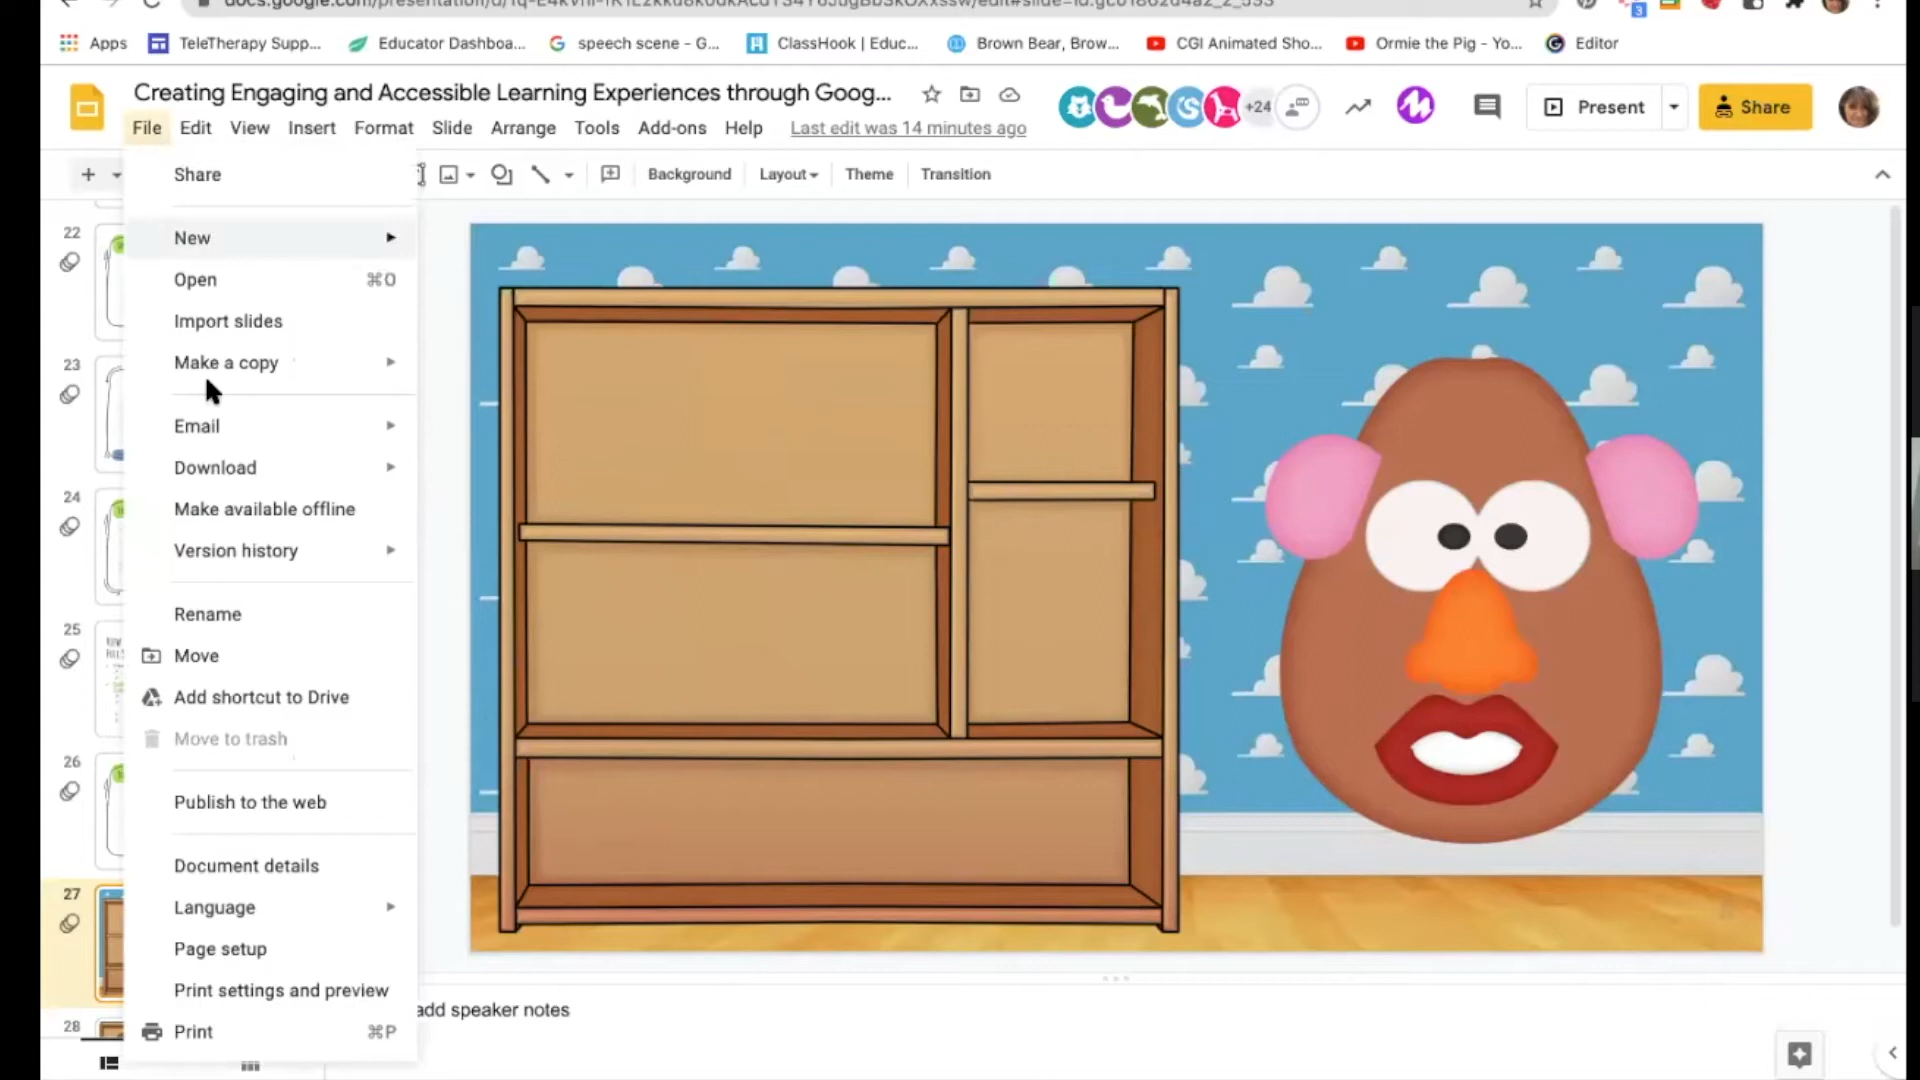 Apps
TeleTherapy Supp...
Educator Dashboa...
speech scene - G...
ClassHook | Educ...
Brown Bear, Brow...
CGI Animated Sho...
Ormie the Pig - Yo...
Editor
Creating Engaging and Accessible Learning Experiences through Goog...
+24
Present
Share
File Edit View Insert Format Slide Arrange Tools Add-ons Help Last edit was 14 minutes ago
Background Layout Theme Transition
Share
New
Open ⌘O
Import slides
Make a copy
Email
Download
Make available offline
Version history
Rename
Move
Add shortcut to Drive
Move to trash
Publish to the web
Document details
Language
Page setup
Print settings and preview
Print ⌘P
22
23
24
25
26
27
28
add speaker notes
3